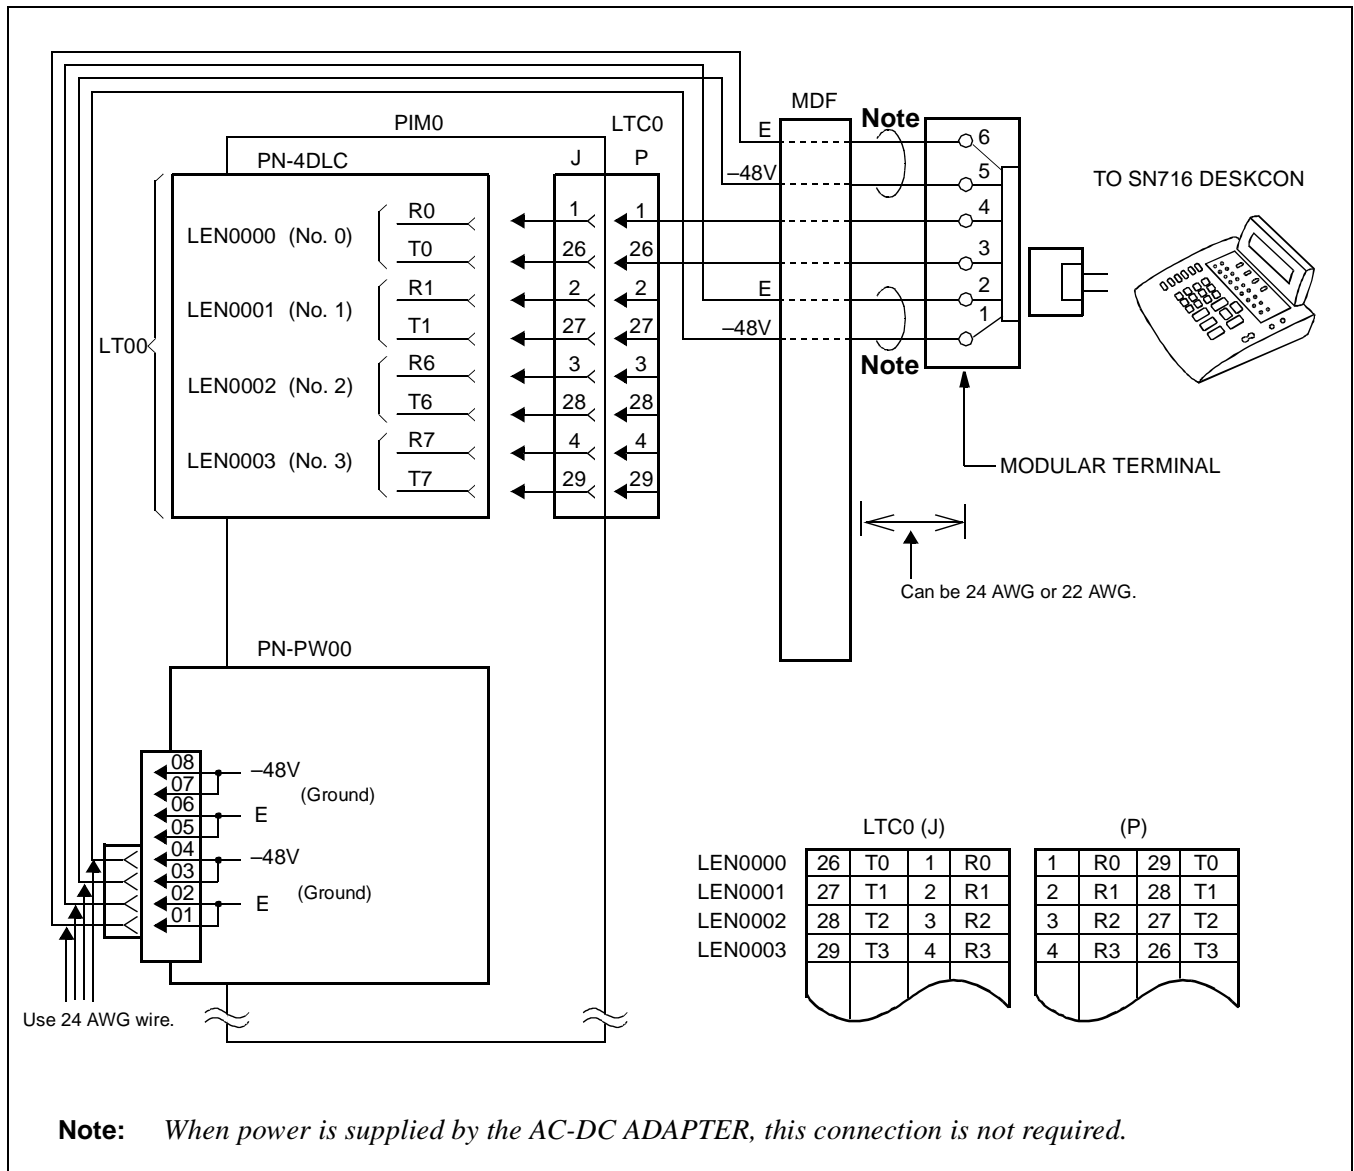 MDF
Note
PIM0
LTC0
E
6
PN-4DLC
J
P
–48V
5
TO SN716 DESKCON
4
LEN0000 (No. 0)
R0
1
1
T0
26
26
3
LEN0001 (No. 1)
R1
2
2
E
2
T1
27
27
–48V
1
LT00
Note
LEN0002 (No. 2)
R6
3
3
T6
28
28
LEN0003 (No. 3)
R7
4
4
T7
29
29
MODULAR TERMINAL
Can be 24 AWG or 22 AWG.
PN-PW00
08
–48V
07
(Ground)
06
E
05
04
–48V
03
(Ground)
02
E
01
Use 24 AWG wire.
LTC0 (J)
(P)
LEN0000 26 T0 1 R0 1 R0 29 T0
LEN0001 27 T1 2 R1 2 R1 28 T1
LEN0002 28 T2 3 R2 3 R2 27 T2
LEN0003 29 T3 4 R3 4 R3 26 T3
Note: When power is supplied by the AC-DC ADAPTER, this connection is not required.